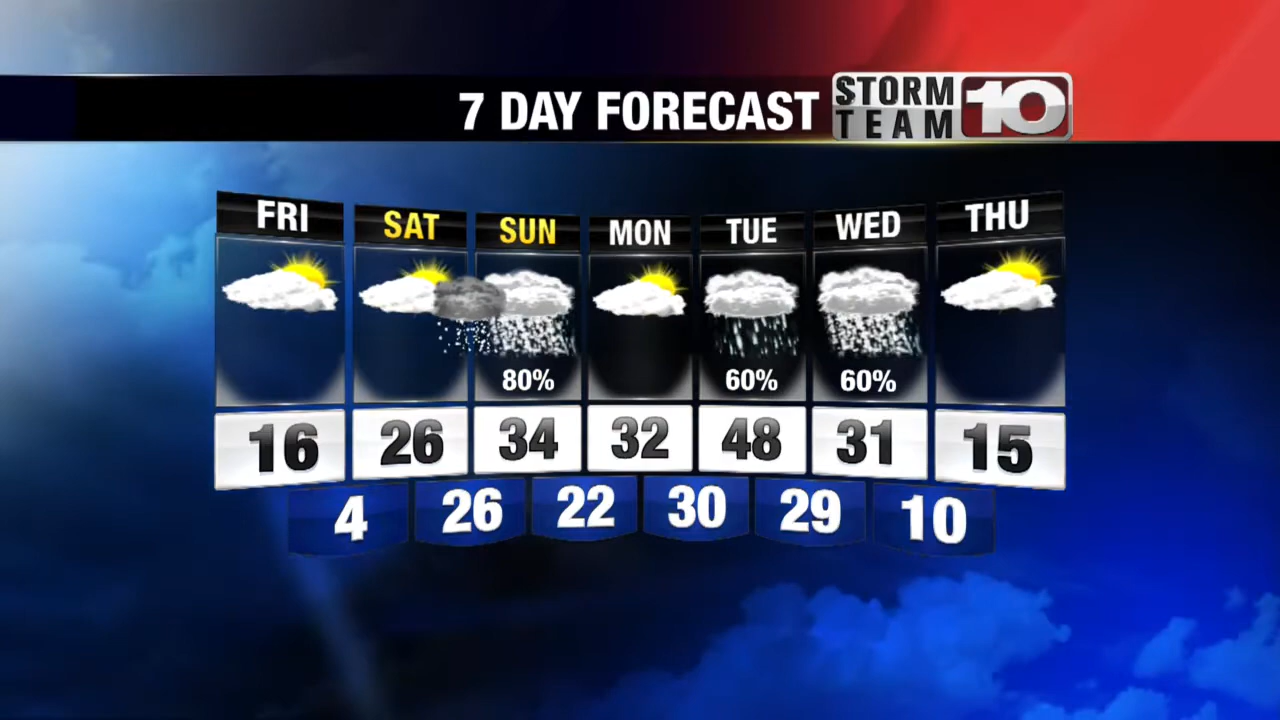 7 DAY FORECAST
STORM TEAM 10
FRI SAT SUN MON TUE WED THU
80% 60% 60%
16 26 34 32 48 31 15
4 26 22 30 29 10